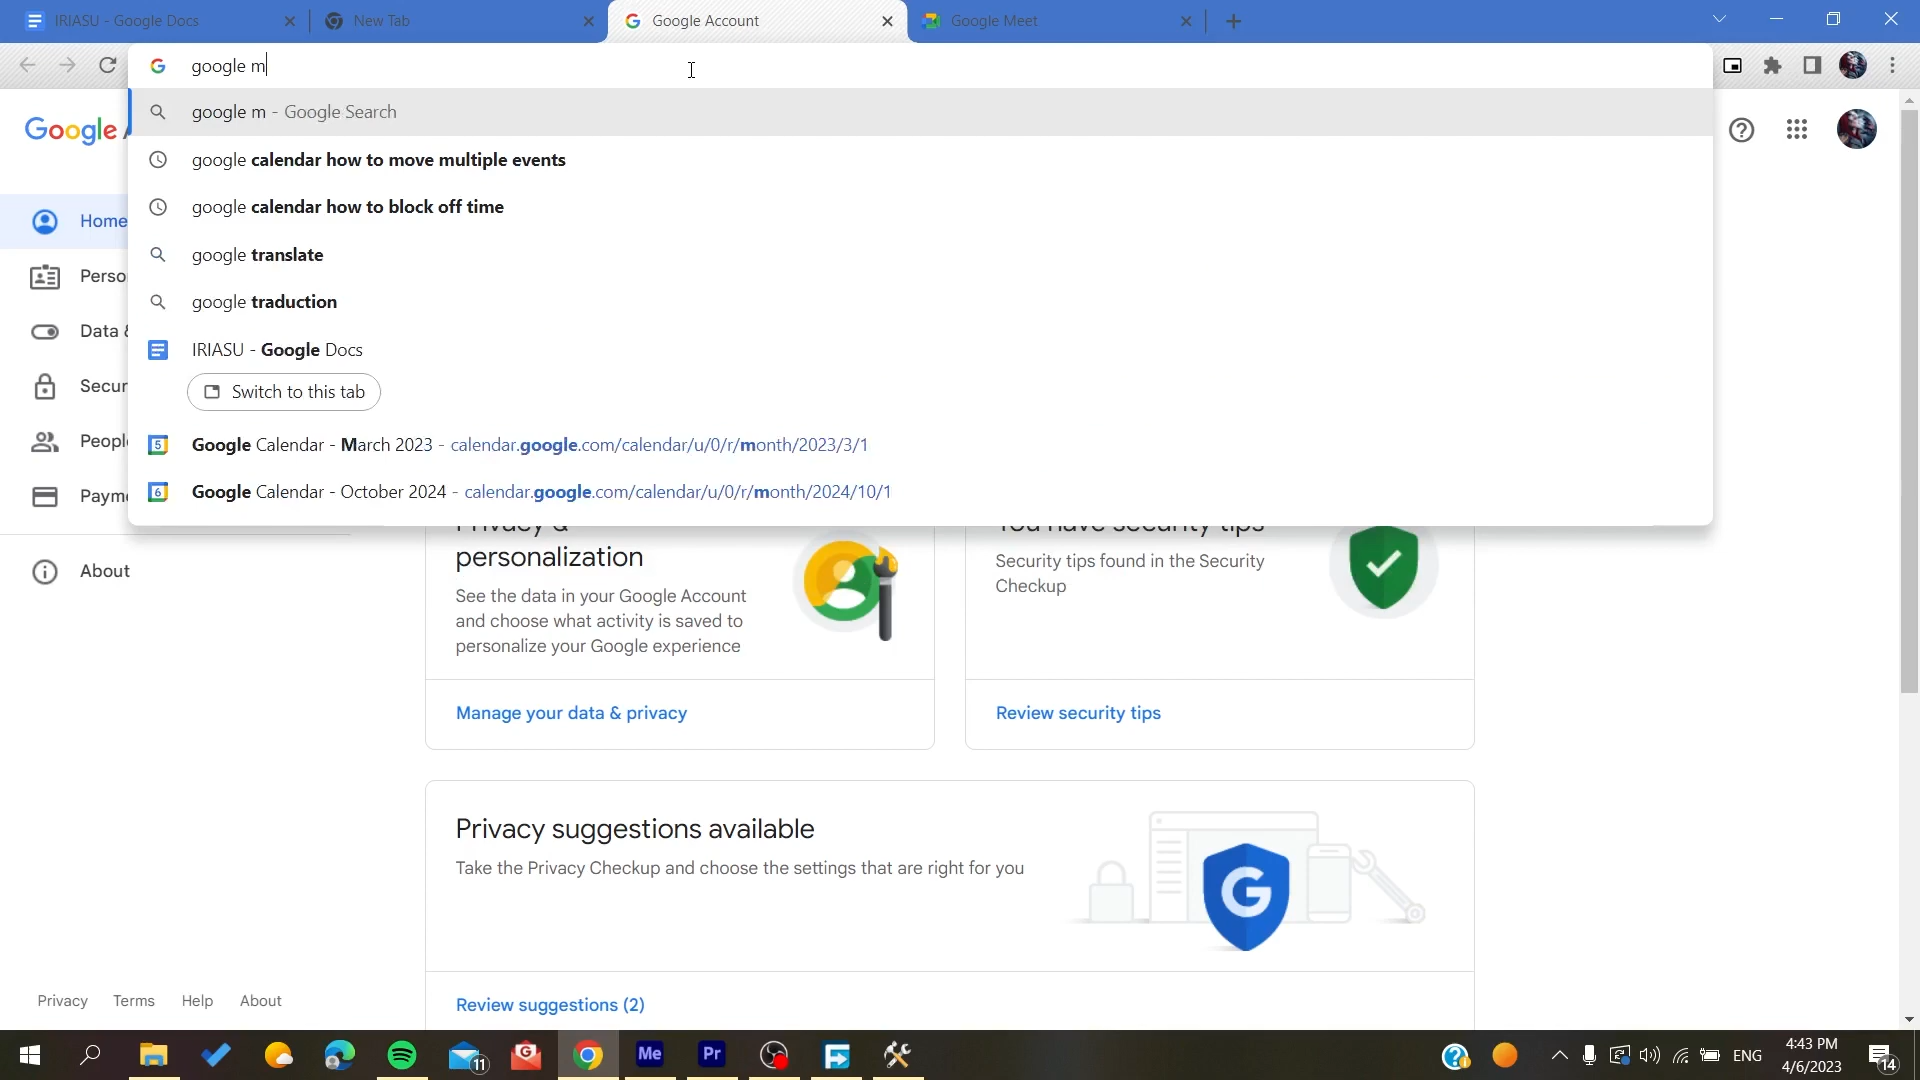 IRIASU - Google Docs
New Tab
Google Account
Google Meet
google m
google m - Google Search
google calendar how to move multiple events
google calendar how to block off time
google translate
google traduction
IRIASU - Google Docs
Switch to this tab
Google Calendar - March 2023 - calendar.google.com/calendar/u/0/r/month/2023/3/1
Google Calendar - October 2024 - calendar.google.com/calendar/u/0/r/month/2024/10/1
Google
Home
Perso
Data
Secur
Peopl
Paym
About
Privacy &
personalization
See the data in your Google Account
and choose what activity is saved to
personalize your Google experience
Manage your data & privacy
You have security tips
Security tips found in the Security
Checkup
Review security tips
Privacy suggestions available
Take the Privacy Checkup and choose the settings that are right for you
Review suggestions (2)
Privacy Terms Help About
11
Me
Pr
ENG
4:43 PM
4/6/2023
14